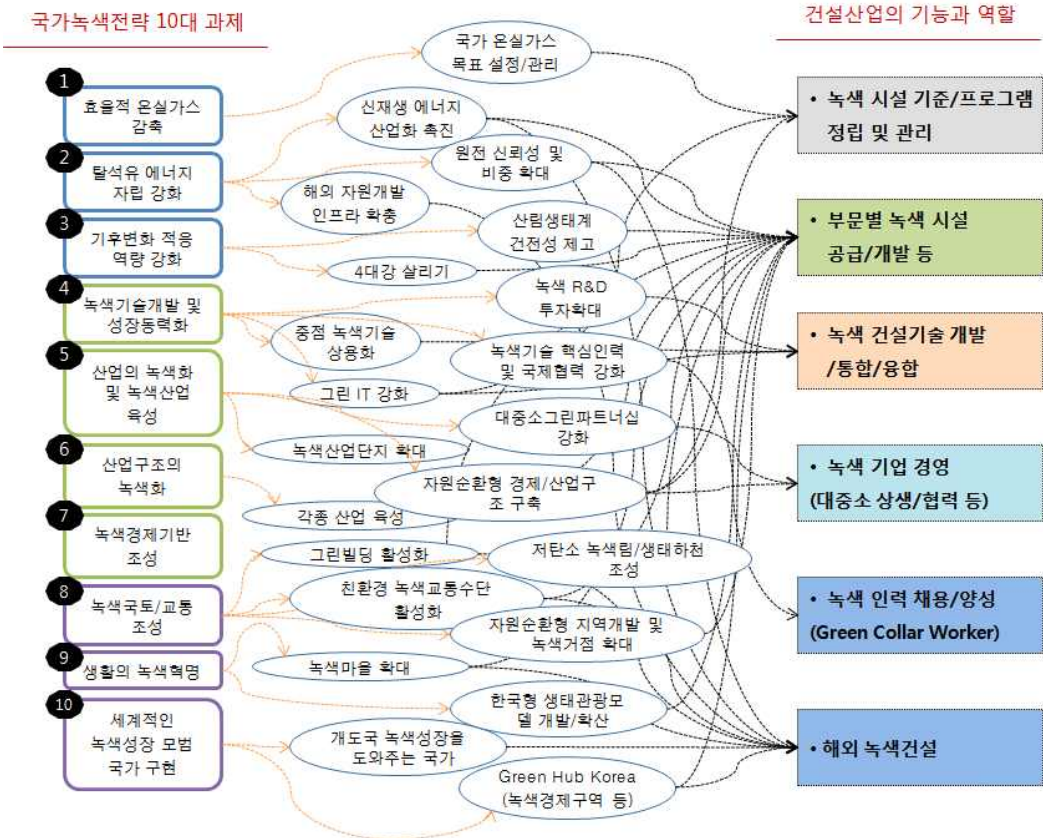 국가녹색전략 10대 과제
1
효율적 온실가스
감축
2
탈석유 에너지
자립 강화
3
기후변화 적응
역량 강화
4
녹색기술개발 및
성장동력화
5
산업의 녹색화
및 녹색산업
육성
6
산업구조의
녹색화
7
녹색경제기반
조성
8
녹색국토/교통
조성
9
생활의 녹색혁명
10
세계적인
녹색성장 모범
국가 구현
국가 온실가스
목표 설정/관리
신재생 에너지
산업화 촉진
원전 신뢰성 및
비중 확대
해외 자원개발
인프라 확충
산림생태계
건전성 제고
4대강 살리기
녹색 R&D
투자확대
중점 녹색기술
상용화
녹색기술 핵심인력
및 국제협력 강화
그린 IT 강화
대중소그린파트너십
강화
녹색산업단지 확대
자원순환형 경제/산업구
조 구축
각종 산업 육성
그린빌딩 활성화
저탄소 녹색림/생태하천
조성
친환경 녹색교통수단
활성화
자원순환형 지역개발 및
녹색거점 확대
녹색마을 확대
한국형 생태관광모
델 개발/확산
개도국 녹색성장을
도와주는 국가
Green Hub Korea
(녹색경제구역 등)
건설산업의 기능과 역할
• 녹색 시설 기준/프로그램
정립 및 관리
• 부문별 녹색 시설
공급/개발 등
• 녹색 건설기술 개발
/통합/융합
• 녹색 기업 경영
(대중소 상생/협력 등)
• 녹색 인력 채용/양성
(Green Collar Worker)
• 해외 녹색건설